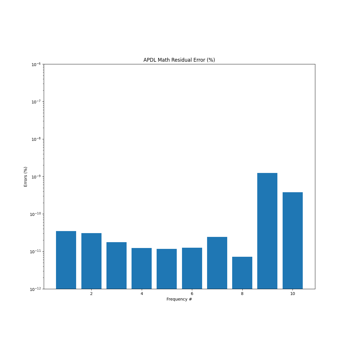 APDL Math Residual Error (%)
10⁻⁶
10⁻⁷
10⁻⁸
10⁻⁹
10⁻¹⁰
10⁻¹¹
10⁻¹²
Errors (%)
2 4 6 8 10
Frequency #